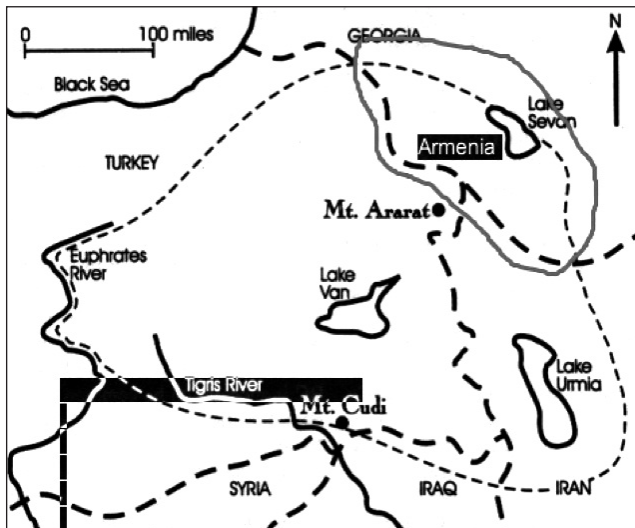 GEORGIA
N
0
100 miles
Black Sea
Lake
Sevan
Armenia
TURKEY
Mt. Ararat
Euphrates
River
Lake
Van
Lake
Urmia
Tigris River
Mt. Cudi
SYRIA
IRAQ
IRAN